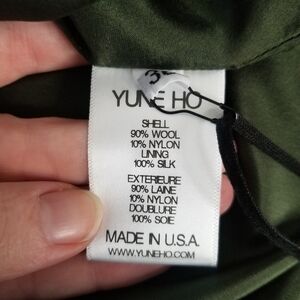 YUNE HO
SHELL
90% WOOL
10% NYLON
LINING
100% SILK
EXTERIEURE
90% LAINE
10% NYLON
DOUBLURE
100% SOIE
MADE IN U.S.A.
WWW.YUNEHO.COM